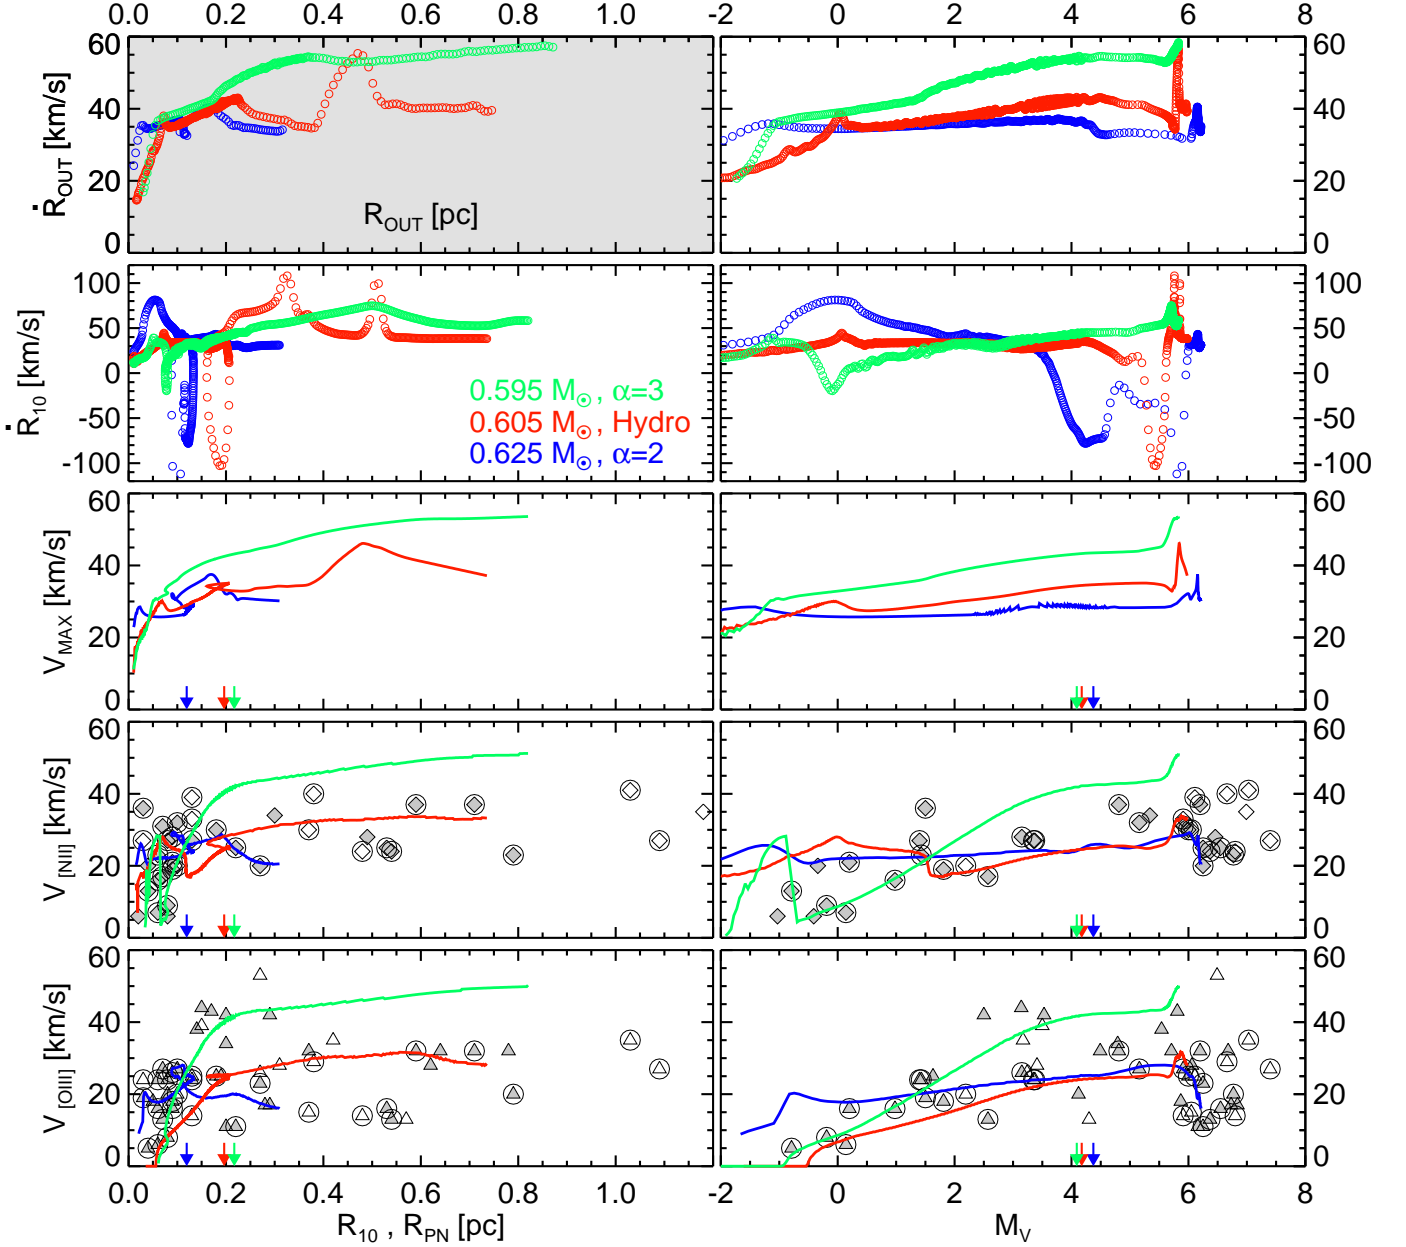 0.0 0.2 0.4 0.6 0.8 1.0 -2 0 2 4 6 8
60 60
40 40
20 20
0 0
Ṙ_OUT [km/s]
R_OUT [pc]
100 100
50 50
0 0
-50 -50
-100 -100
Ṙ_10 [km/s]
0.595 M☉, α=3
0.605 M☉, Hydro
0.625 M☉, α=2
60 60
40 40
20 20
0 0
V_MAX [km/s]
60 60
40 40
20 20
0 0
V_[NII] [km/s]
60 60
40 40
20 20
0 0
V_[OIII] [km/s]
0.0 0.2 0.4 0.6 0.8 1.0 -2 0 2 4 6 8
R_10 , R_PN [pc] M_V